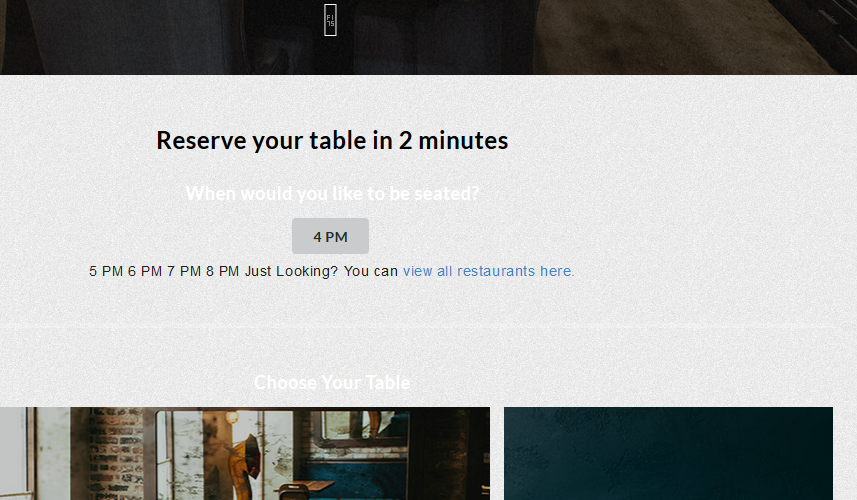 Reserve your table in 2 minutes
When would you like to be seated?
4 PM
5 PM 6 PM 7 PM 8 PM Just Looking? You can view all restaurants here.
Choose Your Table